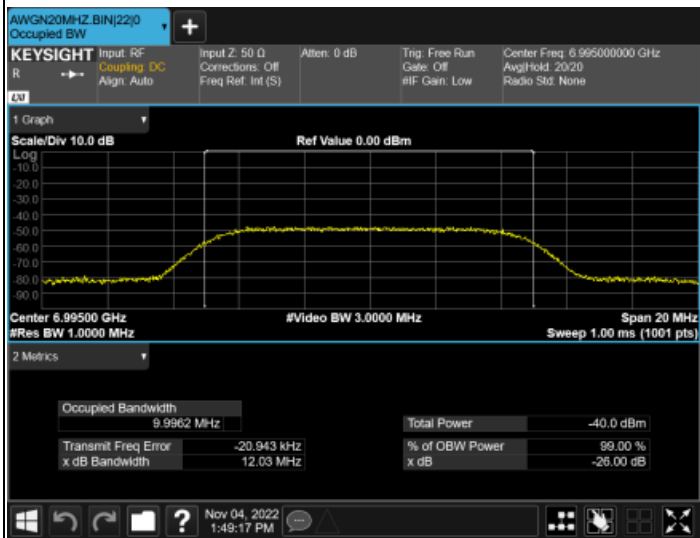 AWGN20MHZ.BIN|22|0
Occupied BW
KEYSIGHT
R
LXI
Input: RF
Coupling: DC
Align: Auto
Input Z: 50 Ω
Corrections: Off
Freq Ref: Int (S)
Atten: 0 dB
Trig: Free Run
Gate: Off
#IF Gain: Low
Center Freq: 6.995000000 GHz
Avg|Hold: 20/20
Radio Std: None
1 Graph
Scale/Div 10.0 dB
Ref Value 0.00 dBm
Log
-10.0
-20.0
-30.0
-40.0
-50.0
-60.0
-70.0
-80.0
-90.0
Center 6.99500 GHz
#Video BW 3.0000 MHz
Span 20 MHz
#Res BW 1.0000 MHz
Sweep 1.00 ms (1001 pts)
2 Metrics
Occupied Bandwidth
9.9962 MHz
Total Power -40.0 dBm
Transmit Freq Error -20.943 kHz
% of OBW Power 99.00 %
x dB Bandwidth 12.03 MHz
x dB -26.00 dB
?
Nov 04, 2022
1:49:17 PM